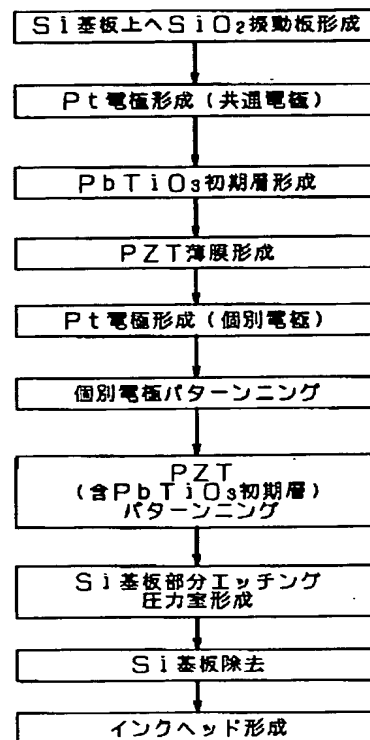 Si基板上へSiO₂振動板形成
Pt電極形成(共通電極)
PbTiO₃初期層形成
PZT薄膜形成
Pt電極形成(個別電極)
個別電極パターンニング
PZT
(含PbTiO₃初期層)
パターンニング
Si基板部分エッチング
圧力室形成
Si基板除去
インクヘッド形成